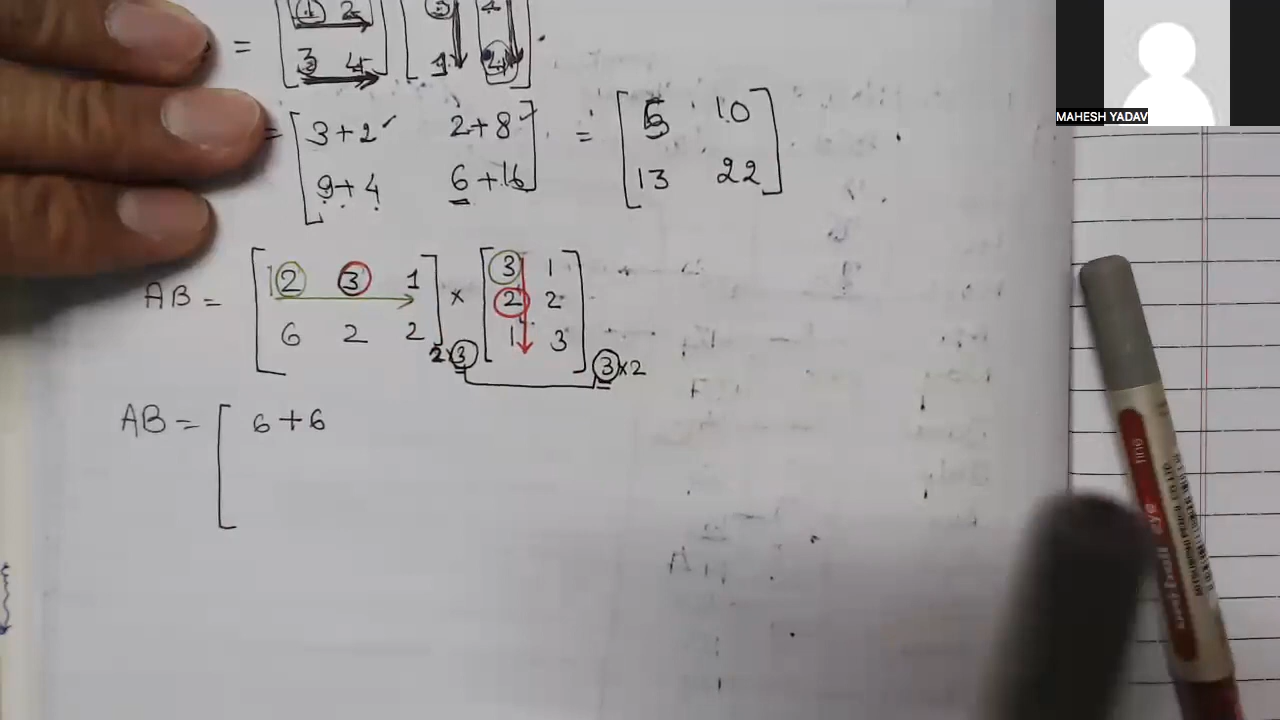 = [ 1 2 ] [ 3 2 ]
3 4 1 4
= [ 3+2 2+8 ] = [ 5 10 ]
9+4 6+16 13 22
AB = [ 2 3 1 ] × [ 3 1 ]
6 2 2 2 2
1 3
2×3 3×2
AB = [ 6+6
MAHESH YADAV
fine
eye